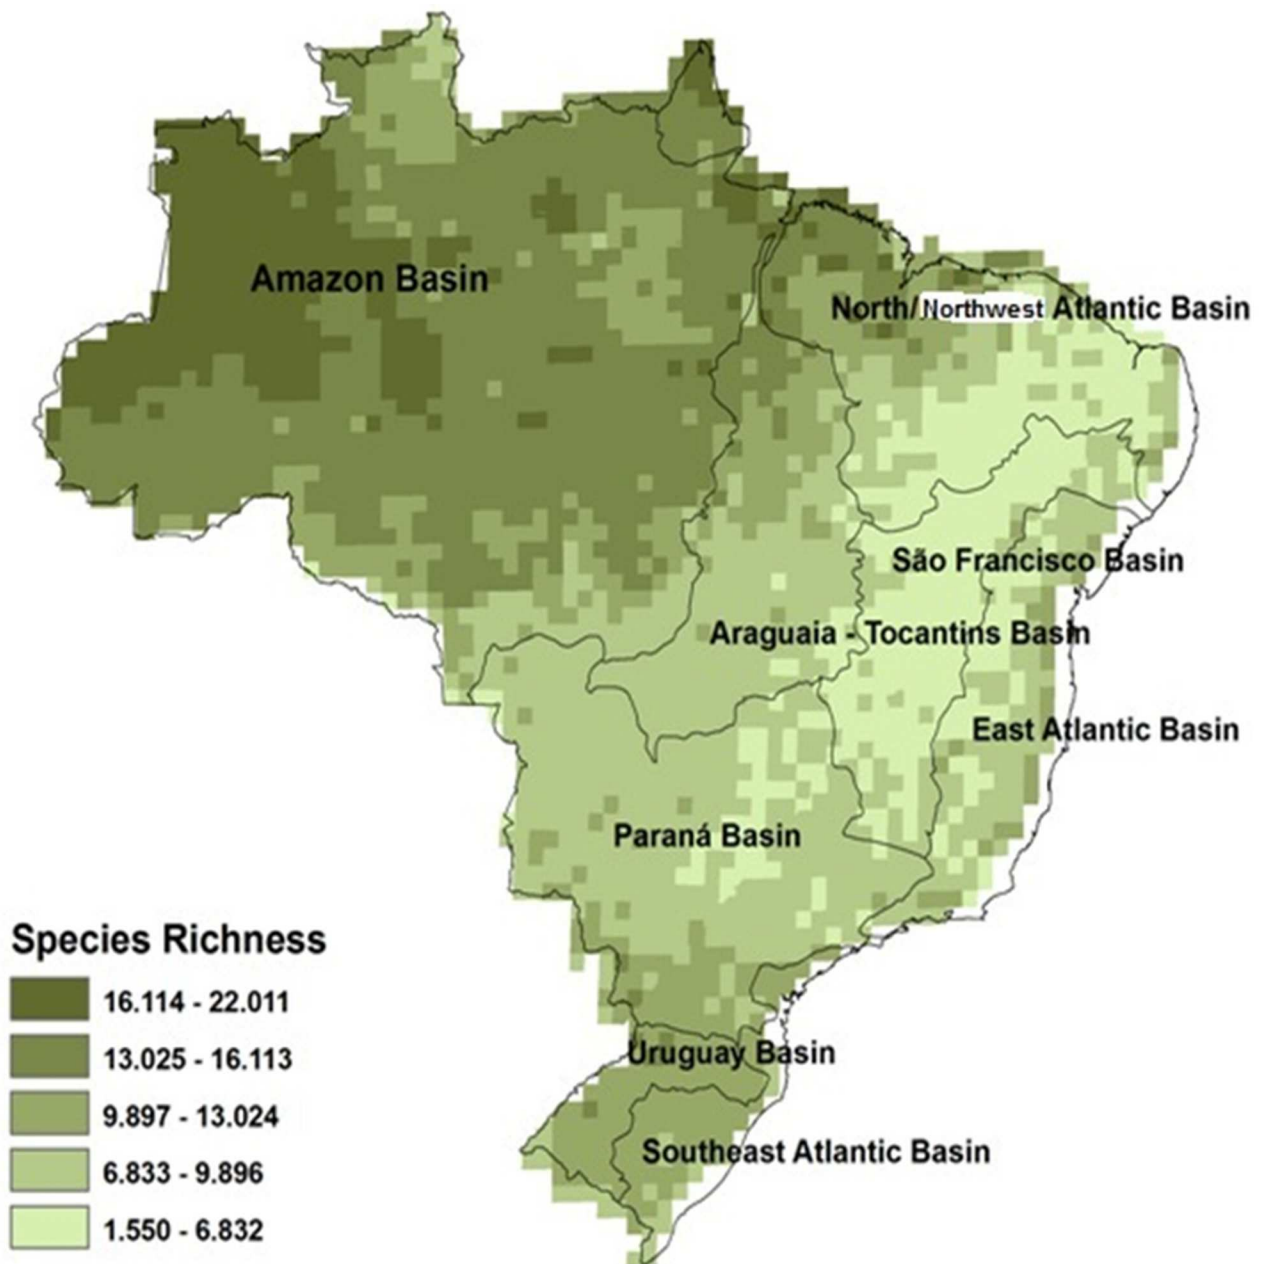 Amazon Basin
North/Northwest Atlantic Basin
São Francisco Basin
Araguaia - Tocantins Basin
East Atlantic Basin
Paraná Basin
Species Richness
16.114 - 22.011
13.025 - 16.113
9.897 - 13.024
6.833 - 9.896
1.550 - 6.832
Uruguay Basin
Southeast Atlantic Basin